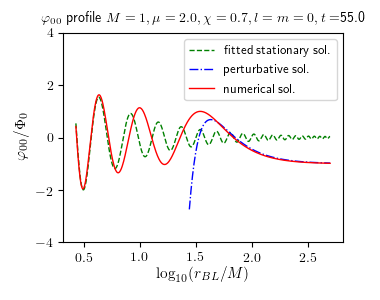 φ₀₀ profile M = 1, μ = 2.0, χ = 0.7, l = m = 0, t =55.0
fitted stationary sol.
perturbative sol.
numerical sol.
φ₀₀/Φ₀
4
2
0
−2
−4
0.5 1.0 1.5 2.0 2.5
log₁₀(r_BL/M)